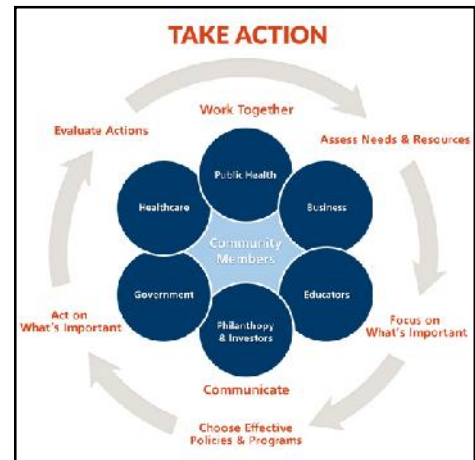 TAKE ACTION
Work Together
Evaluate Actions
Assess Needs & Resources
Public Health
Healthcare
Business
Community
Members
Government
Educators
Philanthopy
& Investors
Act on
What's Important
Focus on
What's Important
Communicate
Choose Effective
Policies & Programs